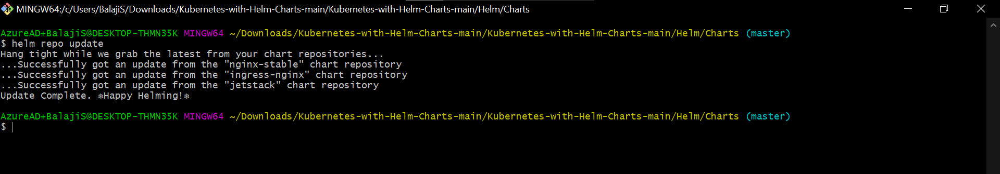 MINGW64:/c/Users/BalajiS/Downloads/Kubernetes-with-Helm-Charts-main/Kubernetes-with-Helm-Charts-main/Helm/Charts
AzureAD+BalajiS@DESKTOP-THMN35K MINGW64 ~/Downloads/Kubernetes-with-Helm-Charts-main/Kubernetes-with-Helm-Charts-main/Helm/Charts (master)
$ helm repo update
Hang tight while we grab the latest from your chart repositories...
...Successfully got an update from the "nginx-stable" chart repository
...Successfully got an update from the "ingress-nginx" chart repository
...Successfully got an update from the "jetstack" chart repository
Update Complete. ⎈Happy Helming!⎈
AzureAD+BalajiS@DESKTOP-THMN35K MINGW64 ~/Downloads/Kubernetes-with-Helm-Charts-main/Kubernetes-with-Helm-Charts-main/Helm/Charts (master)
$